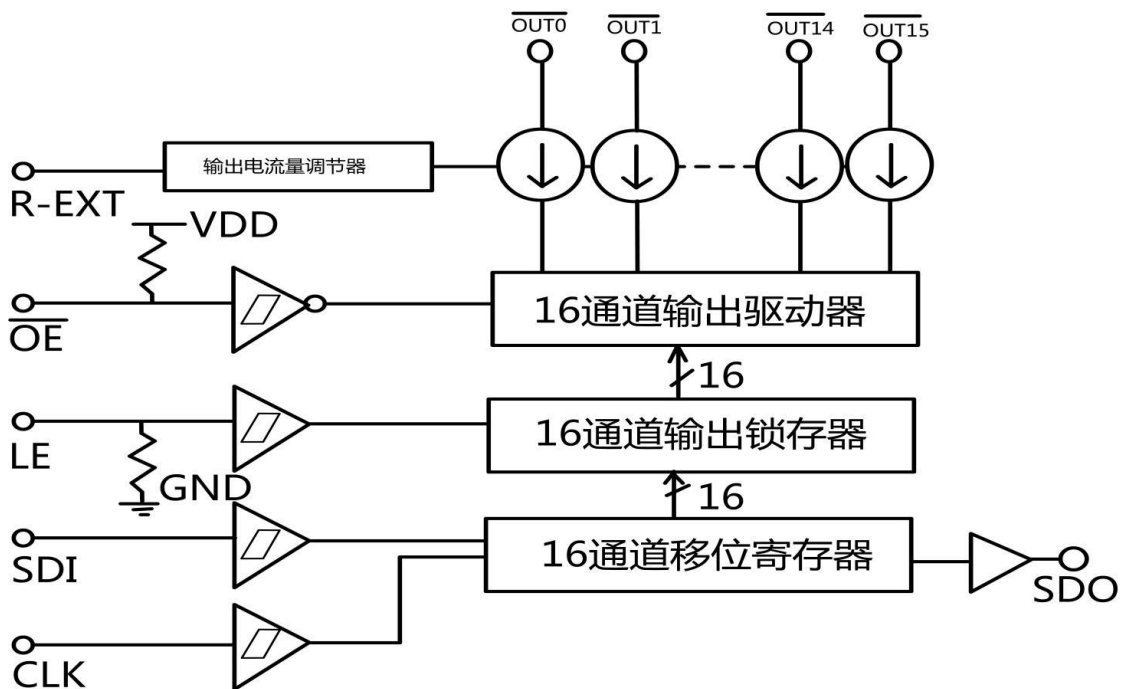 OUT0 OUT1 OUT14 OUT15
输出电流量调节器
R-EXT
VDD
16通道输出驱动器
OE
16
16通道输出锁存器
LE
GND
16
16通道移位寄存器
SDI
SDO
CLK